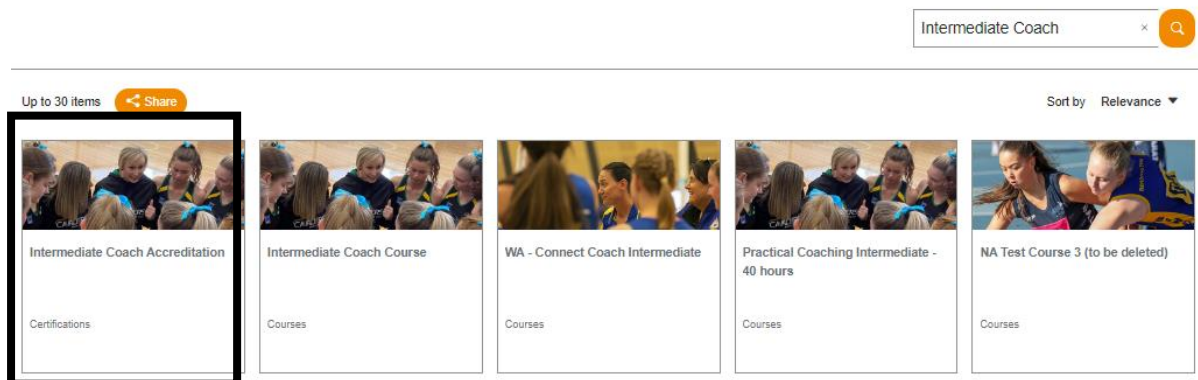 Intermediate Coach ×
Up to 30 items Share
Sort by Relevance ▼
Intermediate Coach Accreditation
Certifications
Intermediate Coach Course
Courses
WA - Connect Coach Intermediate
Courses
Practical Coaching Intermediate -
40 hours
Courses
NA Test Course 3 (to be deleted)
Courses